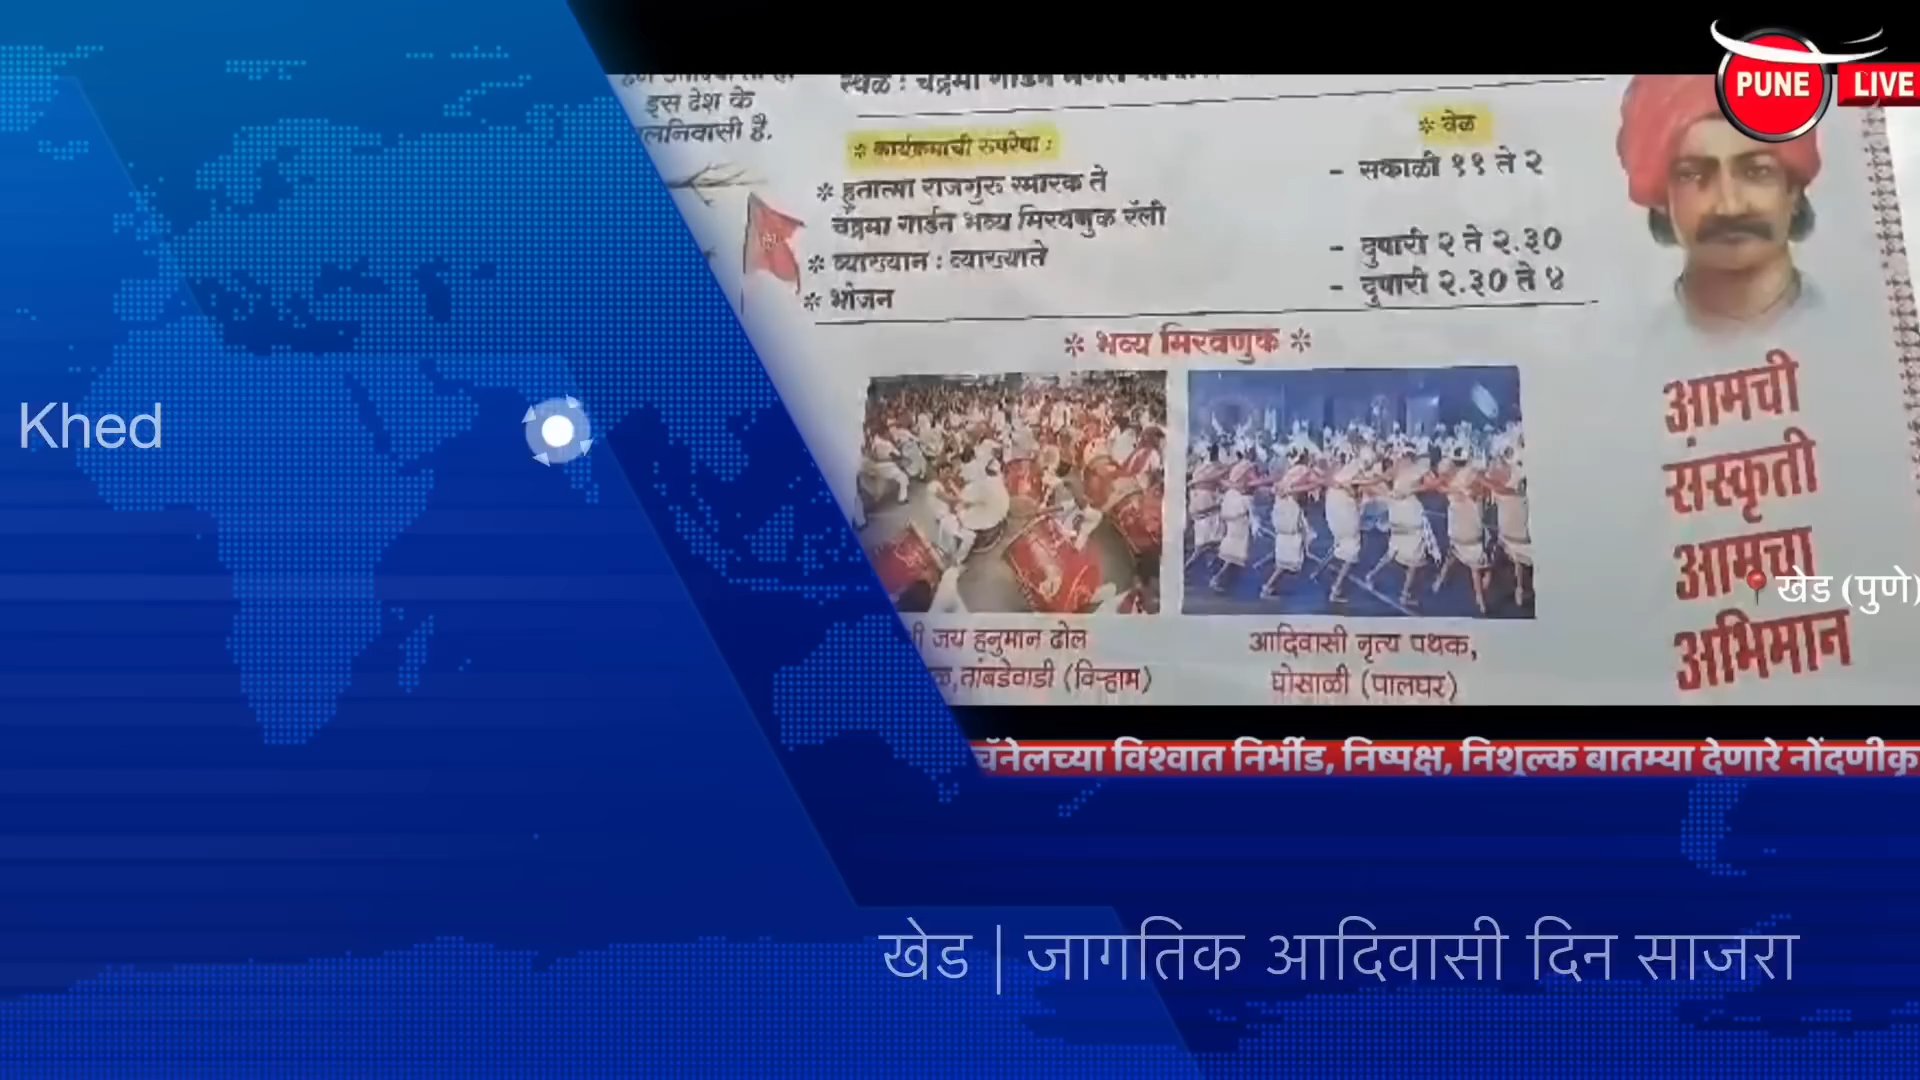 PUNE LIVE
इस देश के
स्थळ : चंद्रमा गार्डन मंगल
* कार्यक्रमाची रुपरेषा :
* वेळ
* हुतात्मा राजगुरु स्मारक ते
- सकाळी ११ ते २
चंद्रमा गार्डन भव्य मिरवणुक रॅली
* व्याख्यान : व्याख्याते
- दुपारी २ ते २.३०
* भोजन
- दुपारी २.३० ते ४
* भव्य मिरवणुक *
आमची
संस्कृती
आमचा
अभिमान
Khed
📍खेड (पुणे)
जय हनुमान ढोल
तांबडेवाडी (विऱ्हाम)
आदिवासी नृत्य पथक,
घोसाळी (पालघर)
चॅनेलच्या विश्वात निर्भीड, निष्पक्ष, निशुल्क बातम्या देणारे नोंदणीकृ
खेड | जागतिक आदिवासी दिन साजरा